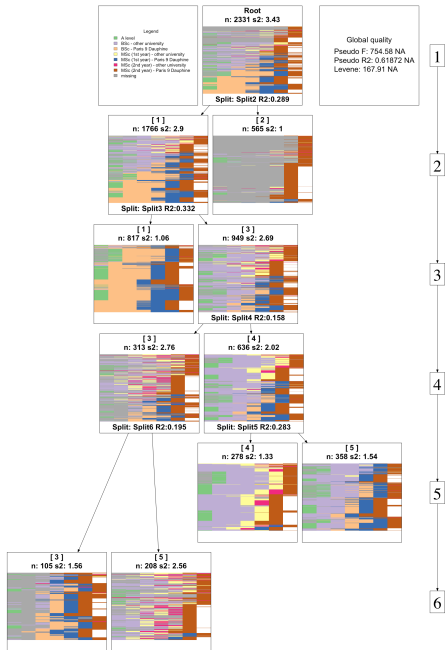 Legend
A level
BSc - other university
BSc - Paris 9 Dauphine
MSc (1st year) - other university
MSc (1st year) - Paris 9 Dauphine
MSc (2nd year) - other university
MSc (2nd year) - Paris 9 Dauphine
missing
Root
n: 2331 s2: 3.43
Split: Split2 R2:0.289
Global quality
Pseudo F: 754.58 NA
Pseudo R2: 0.61872 NA
Levene: 167.91 NA
1
[ 1 ]
n: 1766 s2: 2.9
Split: Split3 R2:0.332
[ 2 ]
n: 565 s2: 1
2
[ 1 ]
n: 817 s2: 1.06
[ 3 ]
n: 949 s2: 2.69
Split: Split4 R2:0.158
3
[ 3 ]
n: 313 s2: 2.76
Split: Split6 R2:0.195
[ 4 ]
n: 636 s2: 2.02
Split: Split5 R2:0.283
4
[ 4 ]
n: 278 s2: 1.33
[ 5 ]
n: 358 s2: 1.54
5
[ 3 ]
n: 105 s2: 1.56
[ 5 ]
n: 208 s2: 2.56
6